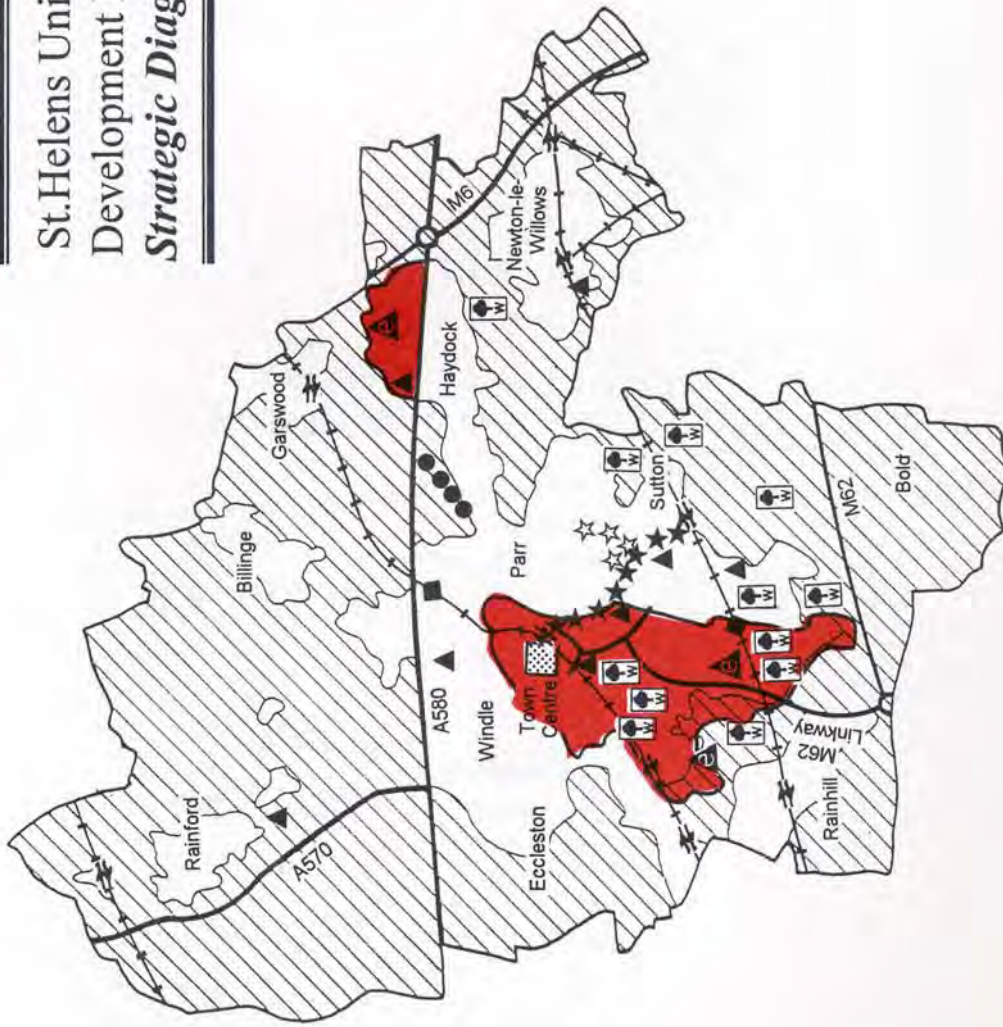 St.Helens Uni
Development
Strategic Diag
Rainford
A570
Billinge
Garswood
e
M6
A580
Haydock
W
Newton-le-
Willows
Eccleston
Windle
Town
Centre
Parr
Sutton
W
W
W
W
W
W
e
W
W
W
W
e
W
Rainhill
M62
Linkway
M62
Bold